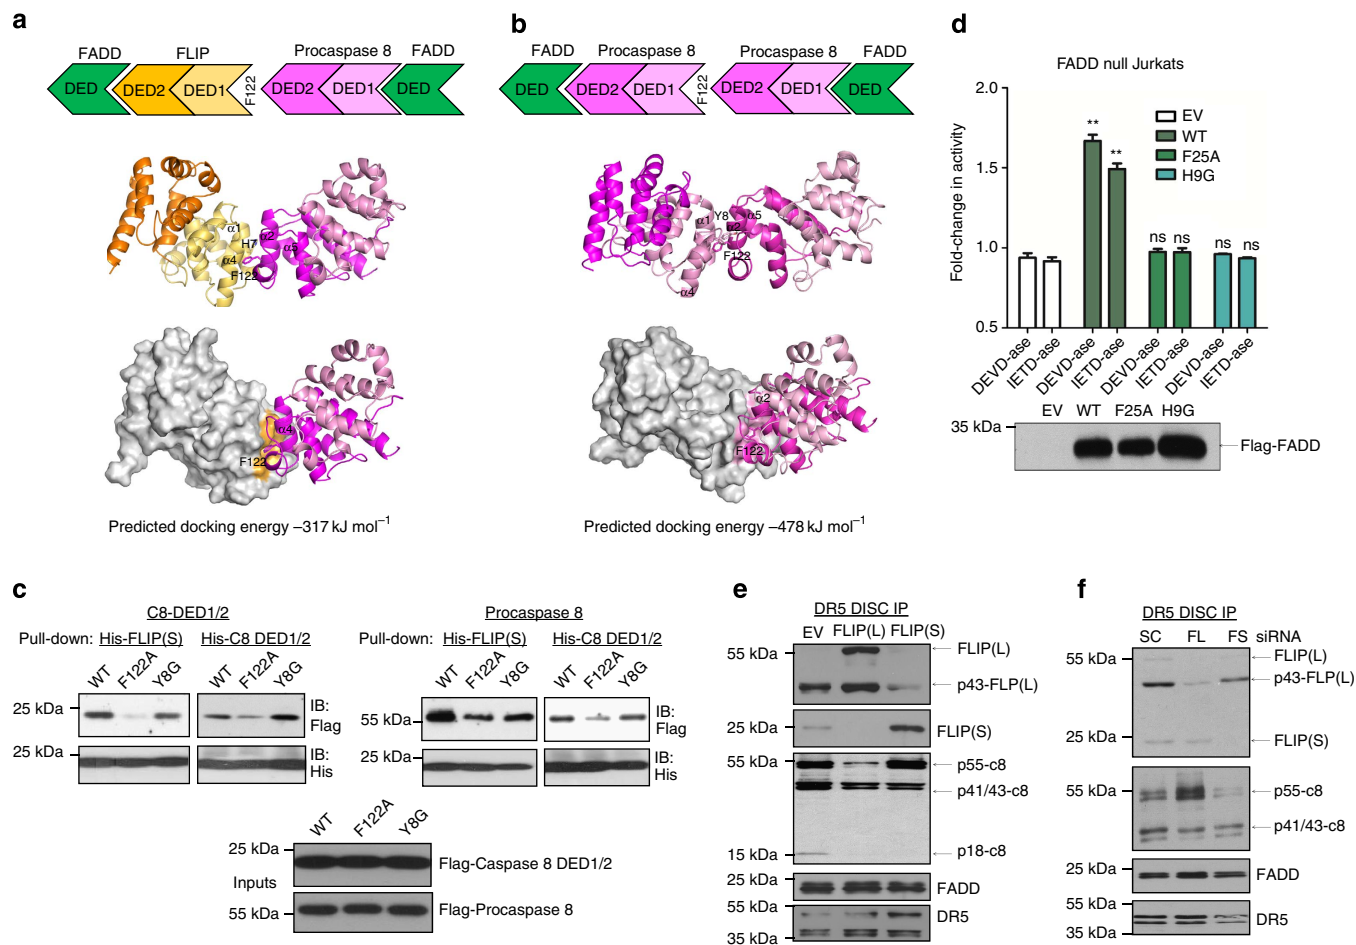 a
FADD FLIP Procaspase 8 FADD
DED DED2 DED1 F122 DED2 DED1 DED
α1 H7 α2 α5 α4 F122
α4 F122
Predicted docking energy –317 kJ mol–1
b
FADD Procaspase 8 Procaspase 8 FADD
DED DED2 DED1 F122 DED2 DED1 DED
α1 Y8 α2 α5 F122 α4
α2 F122
Predicted docking energy –478 kJ mol–1
c
C8-DED1/2
Pull-down: His-FLIP(S) His-C8 DED1/2
WT F122A Y8G WT F122A Y8G
25 kDa IB: Flag
25 kDa IB: His
Procaspase 8
Pull-down: His-FLIP(S) His-C8 DED1/2
WT F122A Y8G WT F122A Y8G
55 kDa IB: Flag
25 kDa IB: His
WT F122A Y8G
25 kDa Flag-Caspase 8 DED1/2
Inputs
55 kDa Flag-Procaspase 8
d
FADD null Jurkats
Fold-change in activity
2.0
1.5
1.0
0.5
EV
WT
F25A
H9G
** ** ns ns ns ns
DEVD-ase IETD-ase DEVD-ase IETD-ase DEVD-ase IETD-ase DEVD-ase IETD-ase
EV WT F25A H9G
35 kDa
Flag-FADD
e
DR5 DISC IP
EV FLIP(L) FLIP(S)
55 kDa FLIP(L)
p43-FLP(L)
25 kDa FLIP(S)
55 kDa p55-c8
p41/43-c8
15 kDa p18-c8
25 kDa FADD
55 kDa DR5
35 kDa
f
DR5 DISC IP
SC FL FS siRNA
55 kDa FLIP(L)
p43-FLP(L)
25 kDa FLIP(S)
55 kDa p55-c8
35 kDa p41/43-c8
25 kDa FADD
55 kDa DR5
35 kDa